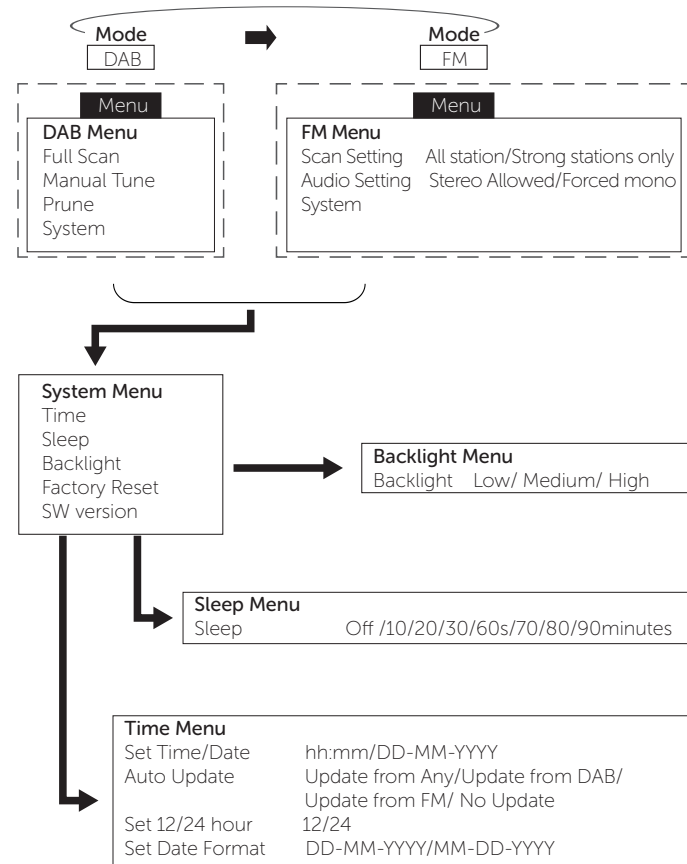 Mode
DAB
Mode
FM
Menu
DAB Menu
Full Scan
Manual Tune
Prune
System
Menu
FM Menu
Scan Setting All station/Strong stations only
Audio Setting Stereo Allowed/Forced mono
System
System Menu
Time
Sleep
Backlight
Factory Reset
SW version
Backlight Menu
Backlight Low/ Medium/ High
Sleep Menu
Sleep Off /10/20/30/60s/70/80/90minutes
Time Menu
Set Time/Date hh:mm/DD-MM-YYYY
Auto Update Update from Any/Update from DAB/
Update from FM/ No Update
Set 12/24 hour 12/24
Set Date Format DD-MM-YYYY/MM-DD-YYYY